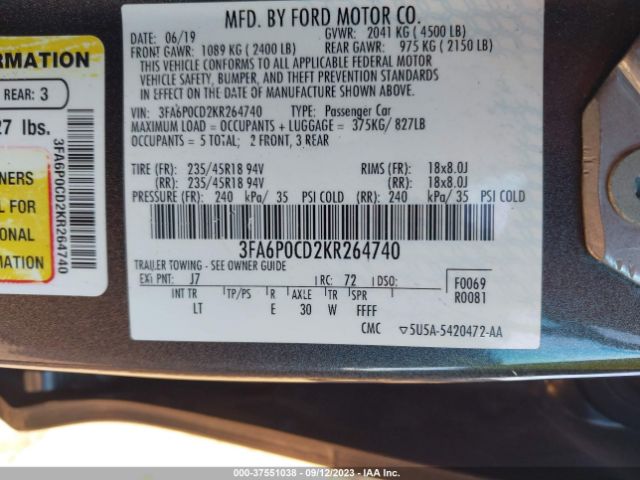 RMATION
REAR: 3
27 lbs.
NERS
L FOR
ONAL
MATION
3FA6P0CD2KR264740
MFD. BY FORD MOTOR CO.
DATE: 06/19 GVWR: 2041 KG (4500 LB)
FRONT GAWR: 1089 KG (2400 LB) REAR GAWR: 975 KG (2150 LB)
THIS VEHICLE CONFORMS TO ALL APPLICABLE FEDERAL MOTOR
VEHICLE SAFETY, BUMPER, AND THEFT PREVENTION STANDARDS
IN EFFECT ON THE DATE OF MANUFACTURE SHOWN ABOVE.
VIN: 3FA6P0CD2KR264740 TYPE: Passenger Car
MAXIMUM LOAD = OCCUPANTS + LUGGAGE = 375KG/ 827LB
OCCUPANTS = 5 TOTAL; 2 FRONT, 3 REAR
TIRE (FR): 235/45R18 94V RIMS (FR): 18x8.0J
(RR): 235/45R18 94V (RR): 18x8.0J
PRESSURE (FR): 240 kPa/ 35 PSI COLD (RR): 240 kPa/ 35 PSI COLD
3FA6P0CD2KR264740
TRAILER TOWING - SEE OWNER GUIDE
EXT PNT: J7 RC: 72 DSO: F0069
INT TR TP/PS R AXLE TR SPR R0081
LT E 30 W FFFF
CMC ▽5U5A-5420472-AA
000-37551038 - 09/12/2023 - IAA Inc.